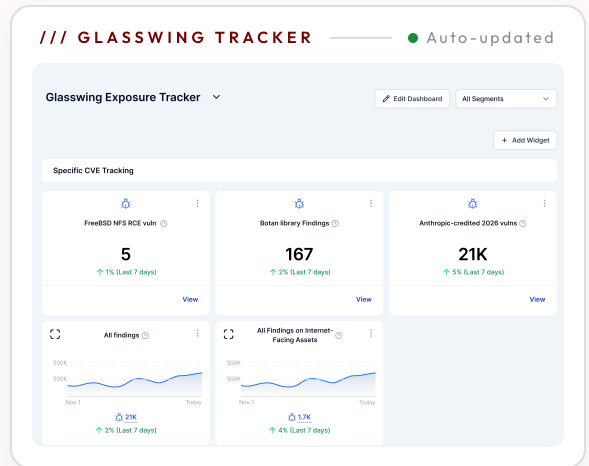 /// GLASSWING TRACKER
Auto-updated
Glasswing Exposure Tracker
Edit Dashboard
All Segments
+ Add Widget
Specific CVE Tracking
FreeBSD NFS RCE vuln
5
↑ 1% (Last 7 days)
View
Botan library Findings
167
↑ 2% (Last 7 days)
View
Anthropic-credited 2026 vulns
21K
↑ 5% (Last 7 days)
View
All findings
500K
500K
Nov 1
Today
21K
↑ 2% (Last 7 days)
All Findings on Internet-
Facing Assets
500K
500K
Nov 1
Today
1.7K
↑ 4% (Last 7 days)